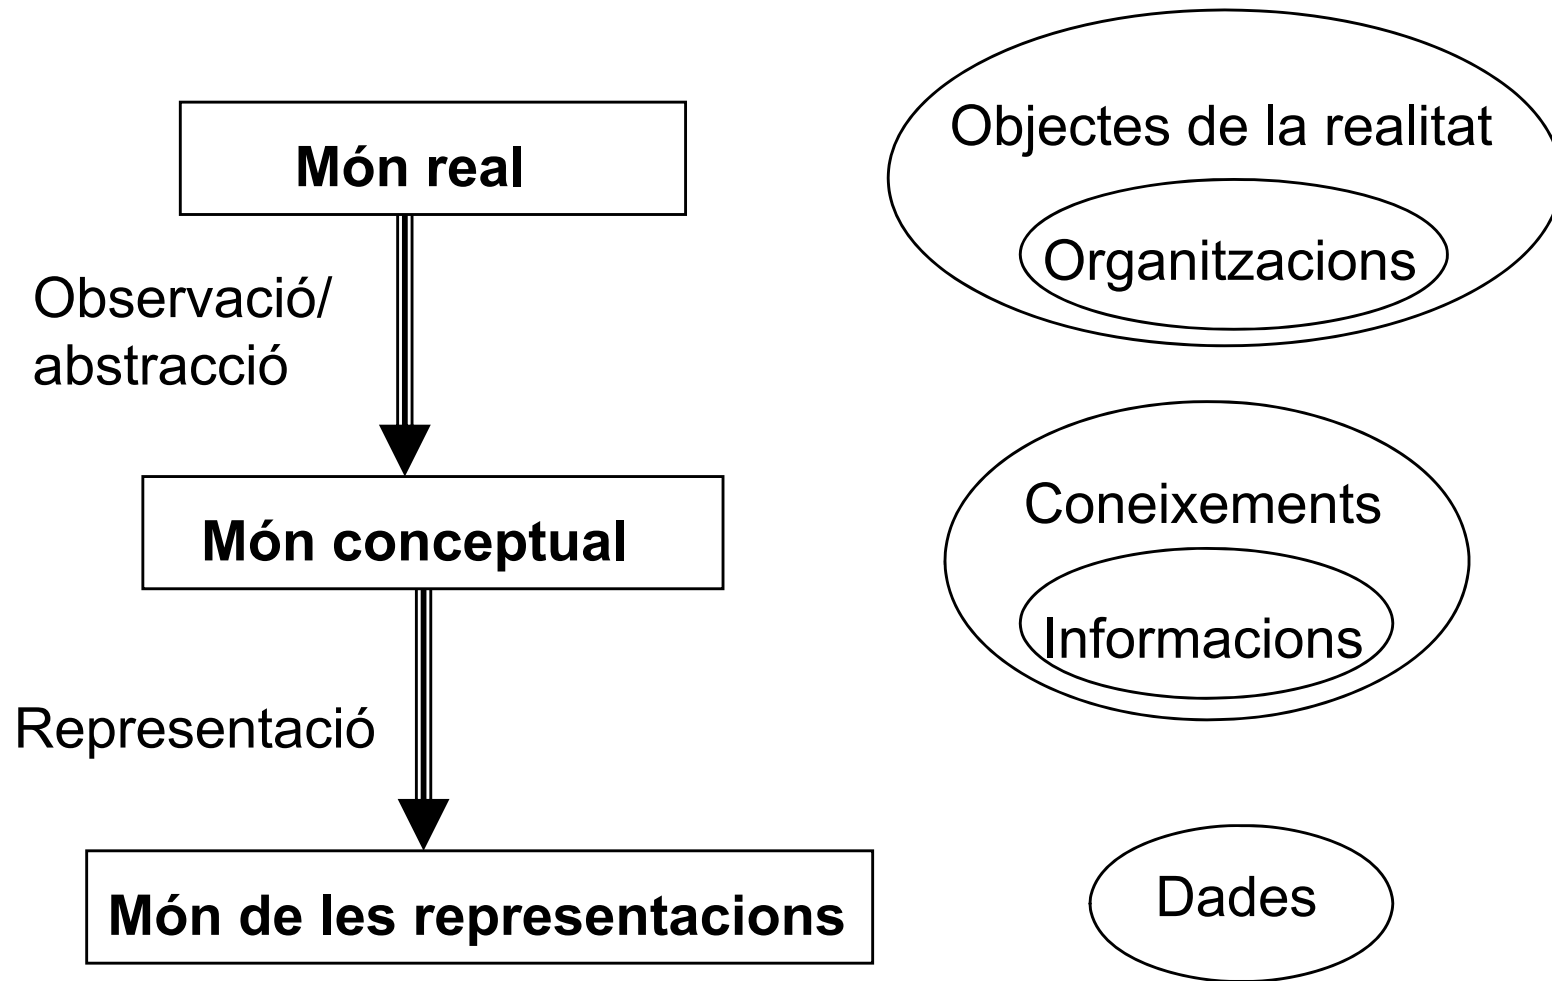 Món real
Objectes de la realitat
Organitzacions
Observació/
abstracció
Món conceptual
Coneixements
Informacions
Representació
Món de les representacions
Dades